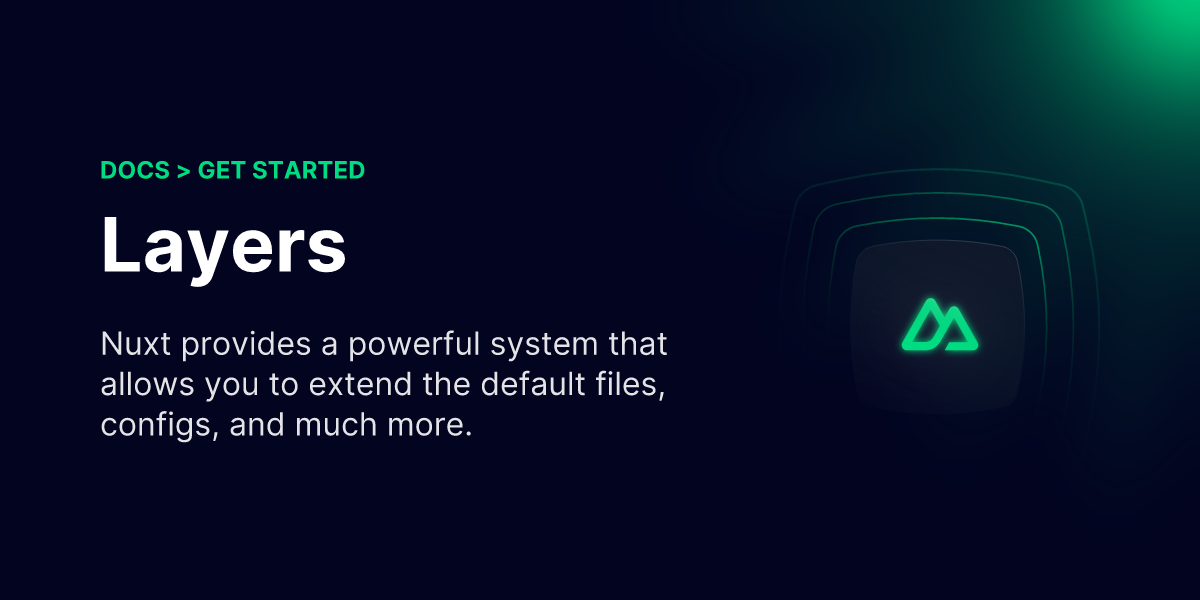 DOCS > GET STARTED
Layers
Nuxt provides a powerful system that
allows you to extend the default files,
configs, and much more.